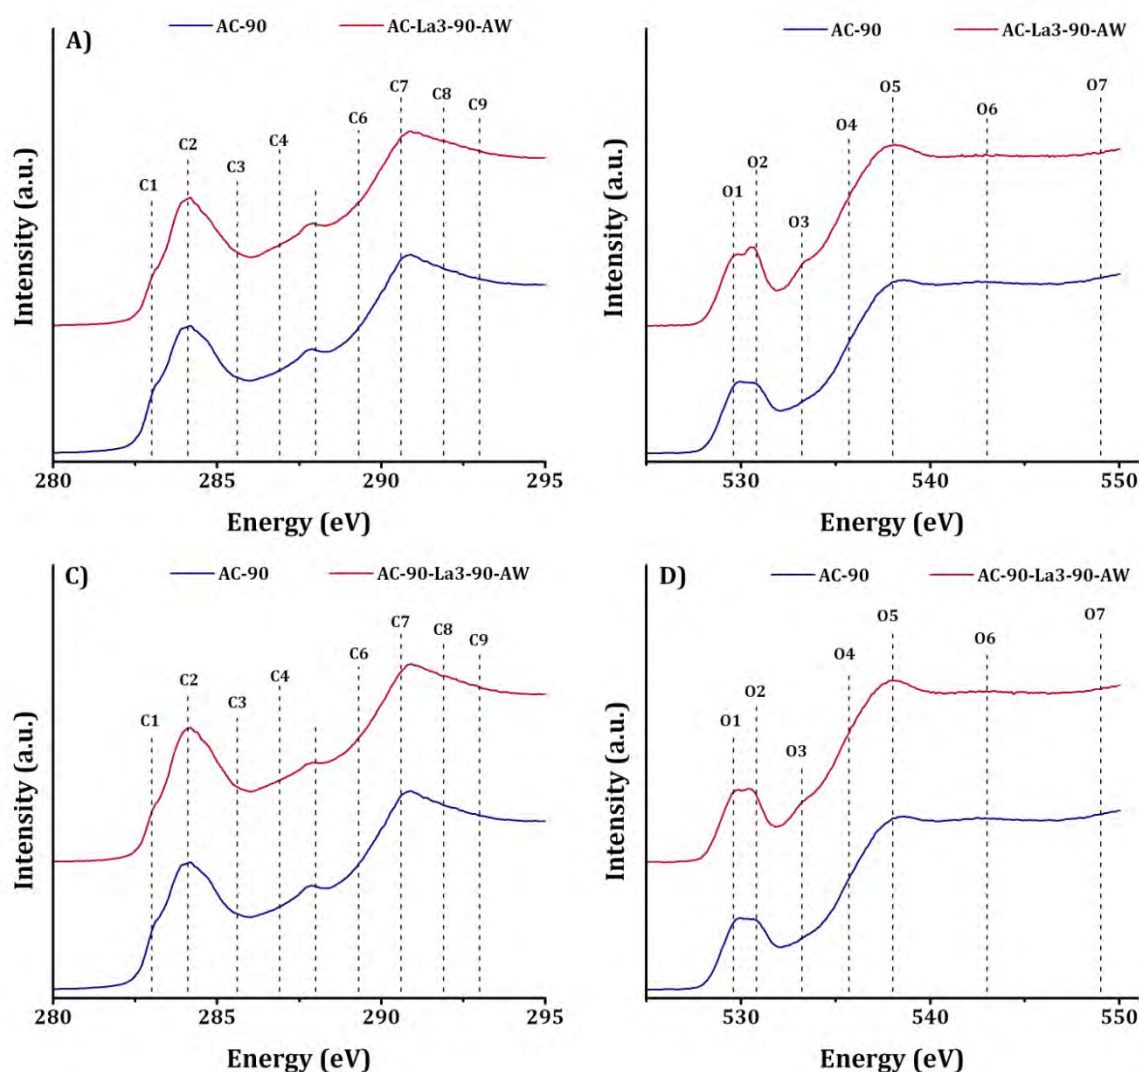 A)
AC-90 AC-La3-90-AW
C1 C2 C3 C4 C6 C7 C8 C9
Intensity (a.u.)
280 285 290 295
Energy (eV)
AC-90 AC-La3-90-AW
O1 O2 O3 O4 O5 O6 O7
Intensity (a.u.)
530 540 550
Energy (eV)
C)
AC-90 AC-90-La3-90-AW
C1 C2 C3 C4 C6 C7 C8 C9
Intensity (a.u.)
280 285 290 295
Energy (eV)
D)
AC-90 AC-90-La3-90-AW
O1 O2 O3 O4 O5 O6 O7
Intensity (a.u.)
530 540 550
Energy (eV)